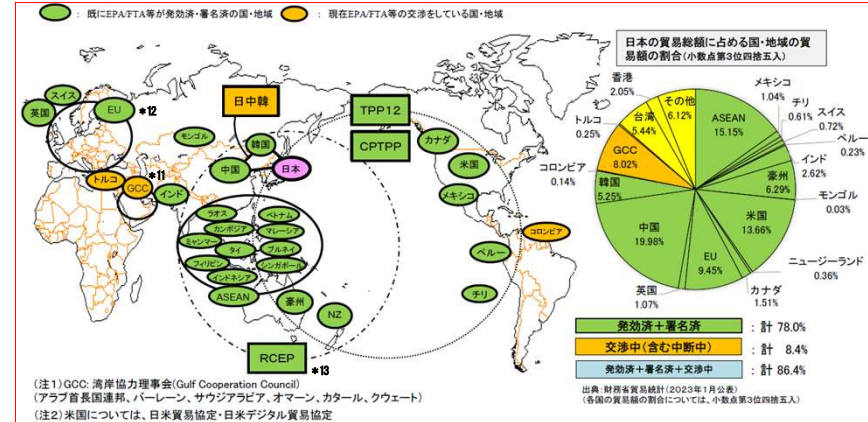 ： 既にEPA/FTA等が発効済・署名済の国・地域
： 現在EPA/FTA等の交渉をしている国・地域
日本の貿易総額に占める国・地域の貿
易額の割合(小数点第3位四捨五入)
スイス
英国
EU
*12
モンゴル
日中韓
韓国
中国
日本
TPP12
CPTPP
カナダ
米国
メキシコ
トルコ
*11
GCC
インド
ラオス
ベトナム
カンボジア
マレーシア
ミャンマー
タイ
ブルネイ
フィリピン
シンガポール
インドネシア
ASEAN
豪州
NZ
RCEP
*13
コロンビア
ペルー
チリ
香港
2.05%
その他
6.12%
メキシコ
1.04%
チリ
0.61%
スイス
0.72%
ペルー
0.23%
インド
2.62%
ASEAN
15.15%
台湾
5.44%
トルコ
0.25%
GCC
8.02%
コロンビア
0.14%
韓国
5.25%
豪州
6.29%
モンゴル
0.03%
中国
19.98%
米国
13.66%
EU
9.45%
ニュージーランド
0.36%
英国
1.07%
カナダ
1.51%
発効済＋署名済 ：計 78.0%
交渉中(含む中断中) ：計 8.4%
発効済＋署名済＋交渉中 ：計 86.4%
出典：財務省貿易統計(2023年1月公表)
(各国の貿易額の割合については、小数点第3位四捨五入)
(注1)GCC: 湾岸協力理事会(Gulf Cooperation Council)
(アラブ首長国連邦、バーレーン、サウジアラビア、オマーン、カタール、クウェート)
(注2)米国については、日米貿易協定・日米デジタル貿易協定